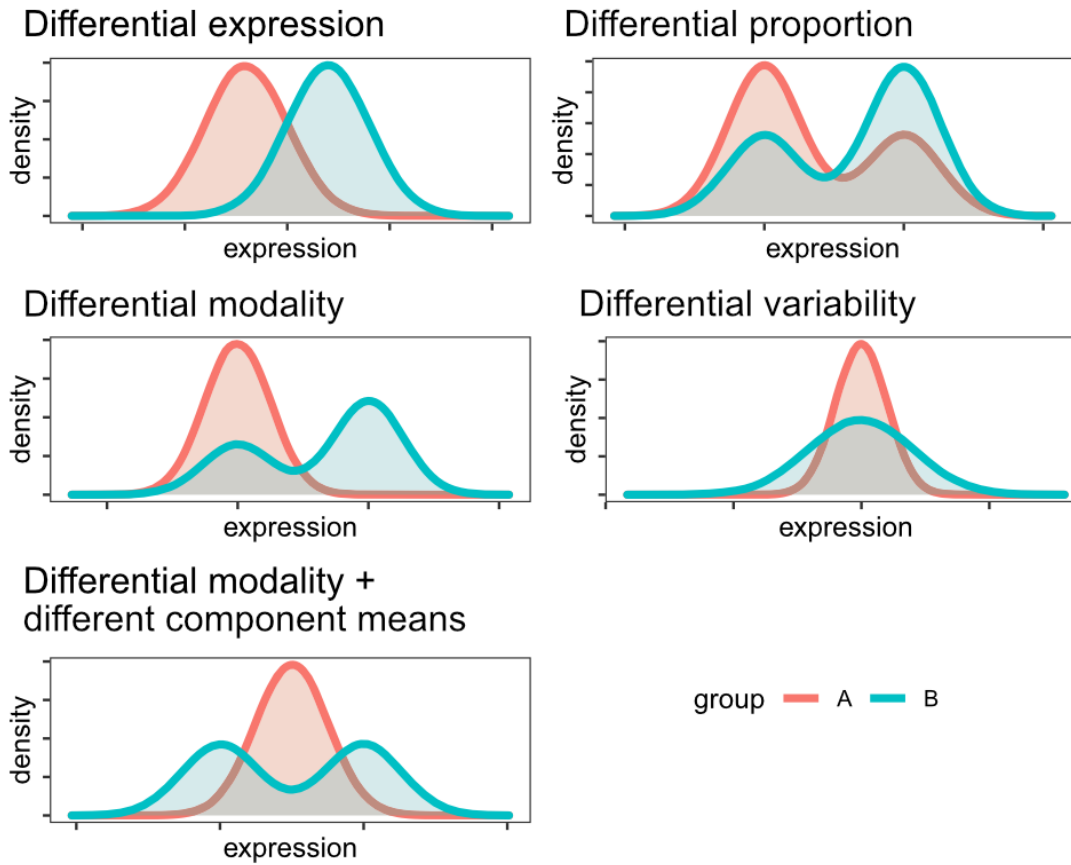 Differential expression
density
expression
Differential proportion
density
expression
Differential modality
density
expression
Differential variability
density
expression
Differential modality +
different component means
density
expression
group A B